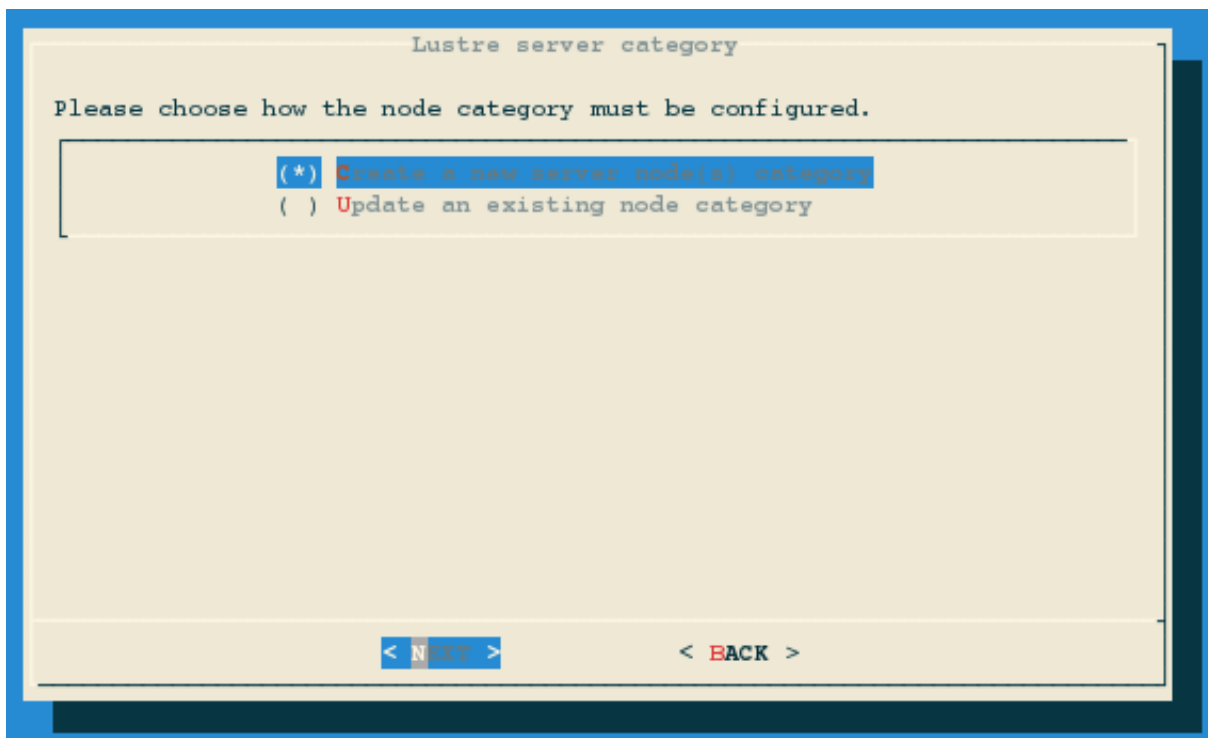 Lustre server category
Please choose how the node category must be configured.
(*) Create a new server node(s) category
( ) Update an existing node category
< NEXT > < BACK >